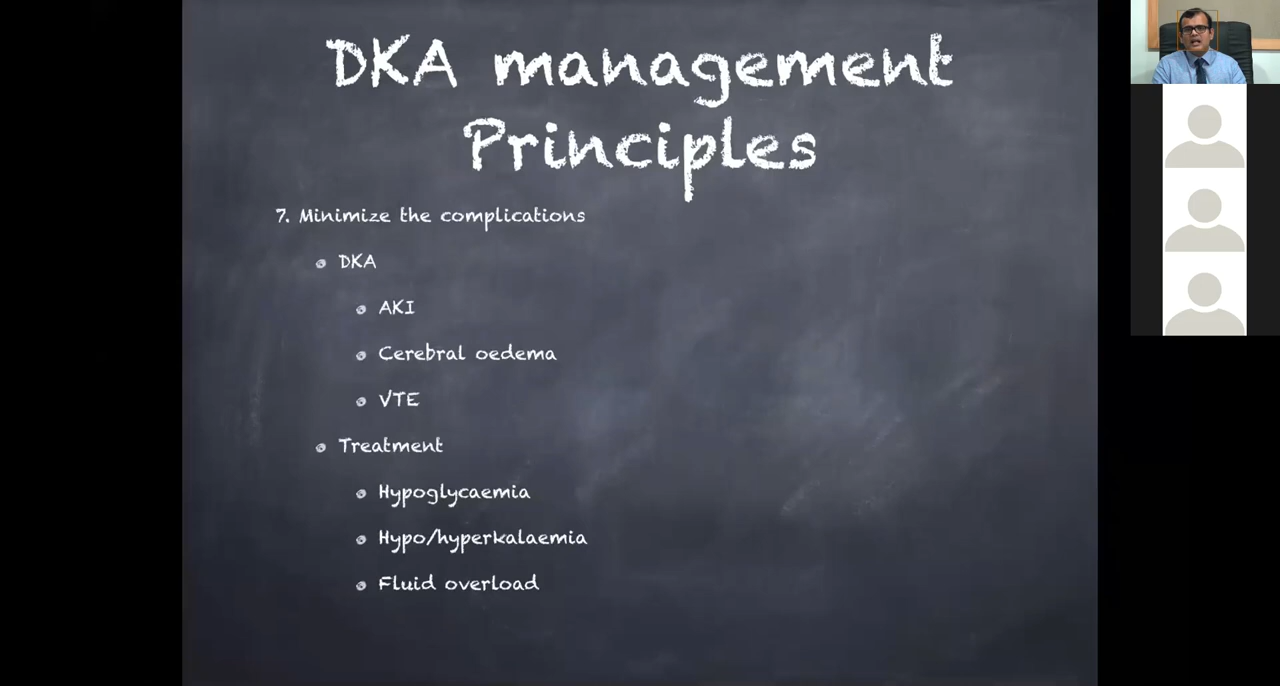 DKA management
Principles
7. Minimize the complications
DKA
AKI
Cerebral oedema
VTE
Treatment
Hypoglycaemia
Hypo/hyperkalaemia
Fluid overload